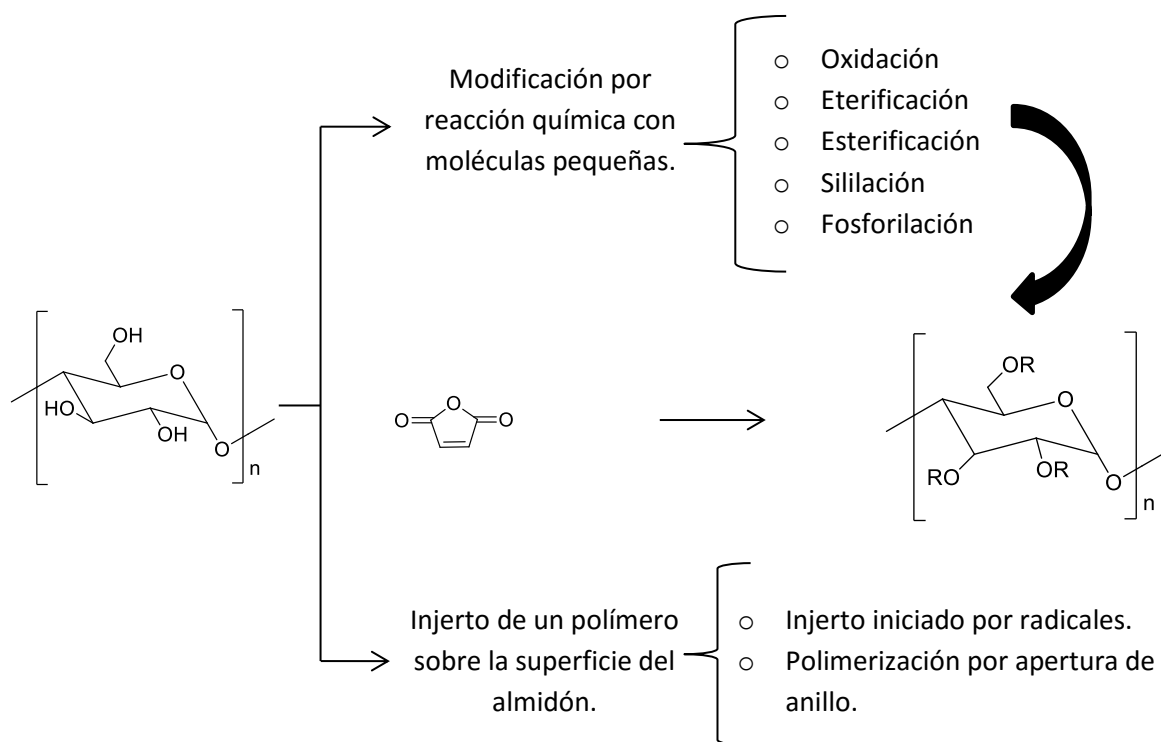 Modificación por
reacción química con
moléculas pequeñas.
o Oxidación
o Eterificación
o Esterificación
o Sililación
o Fosforilación
OH
O
HO
OH
O
n
O
O
O
OR
O
RO
OR
O
n
Injerto de un polímero
sobre la superficie del
almidón.
o Injerto iniciado por radicales.
o Polimerización por apertura de
anillo.